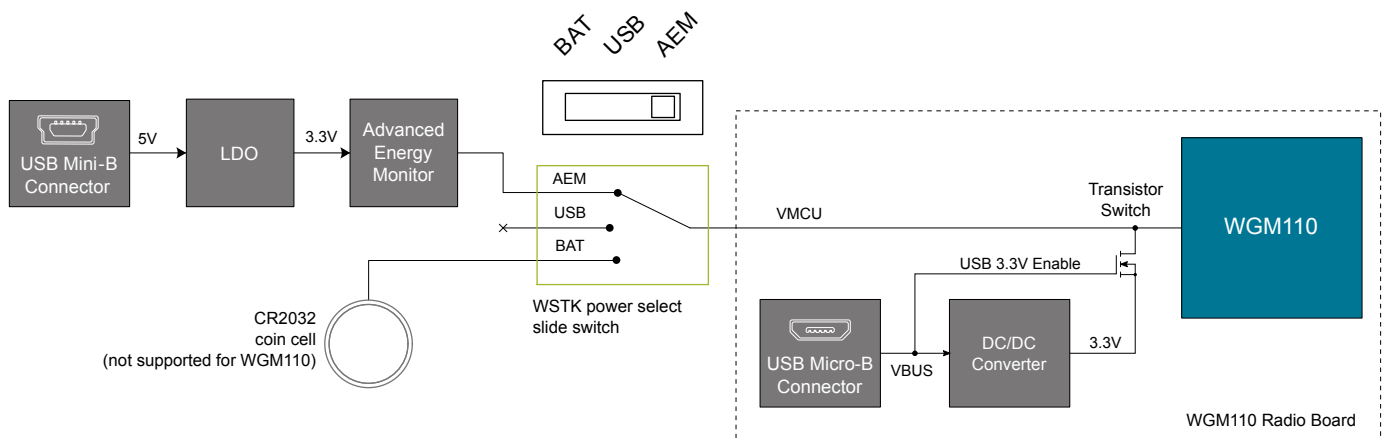 BAT
USB
AEM
USB Mini-B
Connector
5V
LDO
3.3V
Advanced
Energy
Monitor
AEM
USB
BAT
WSTK power select
slide switch
CR2032
coin cell
(not supported for WGM110)
VMCU
Transistor
Switch
WGM110
USB 3.3V Enable
USB Micro-B
Connector
VBUS
DC/DC
Converter
3.3V
WGM110 Radio Board